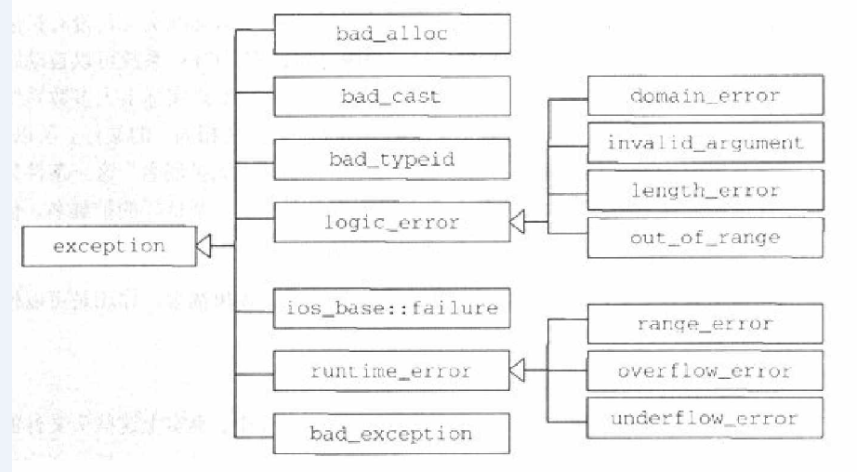 bad_alloc
bad_cast
bad_typeid
logic_error
exception
ios_base::failure
runtime_error
bad_exception
domain_error
invalid_argument
length_error
out_of_range
range_error
overflow_error
underflow_error